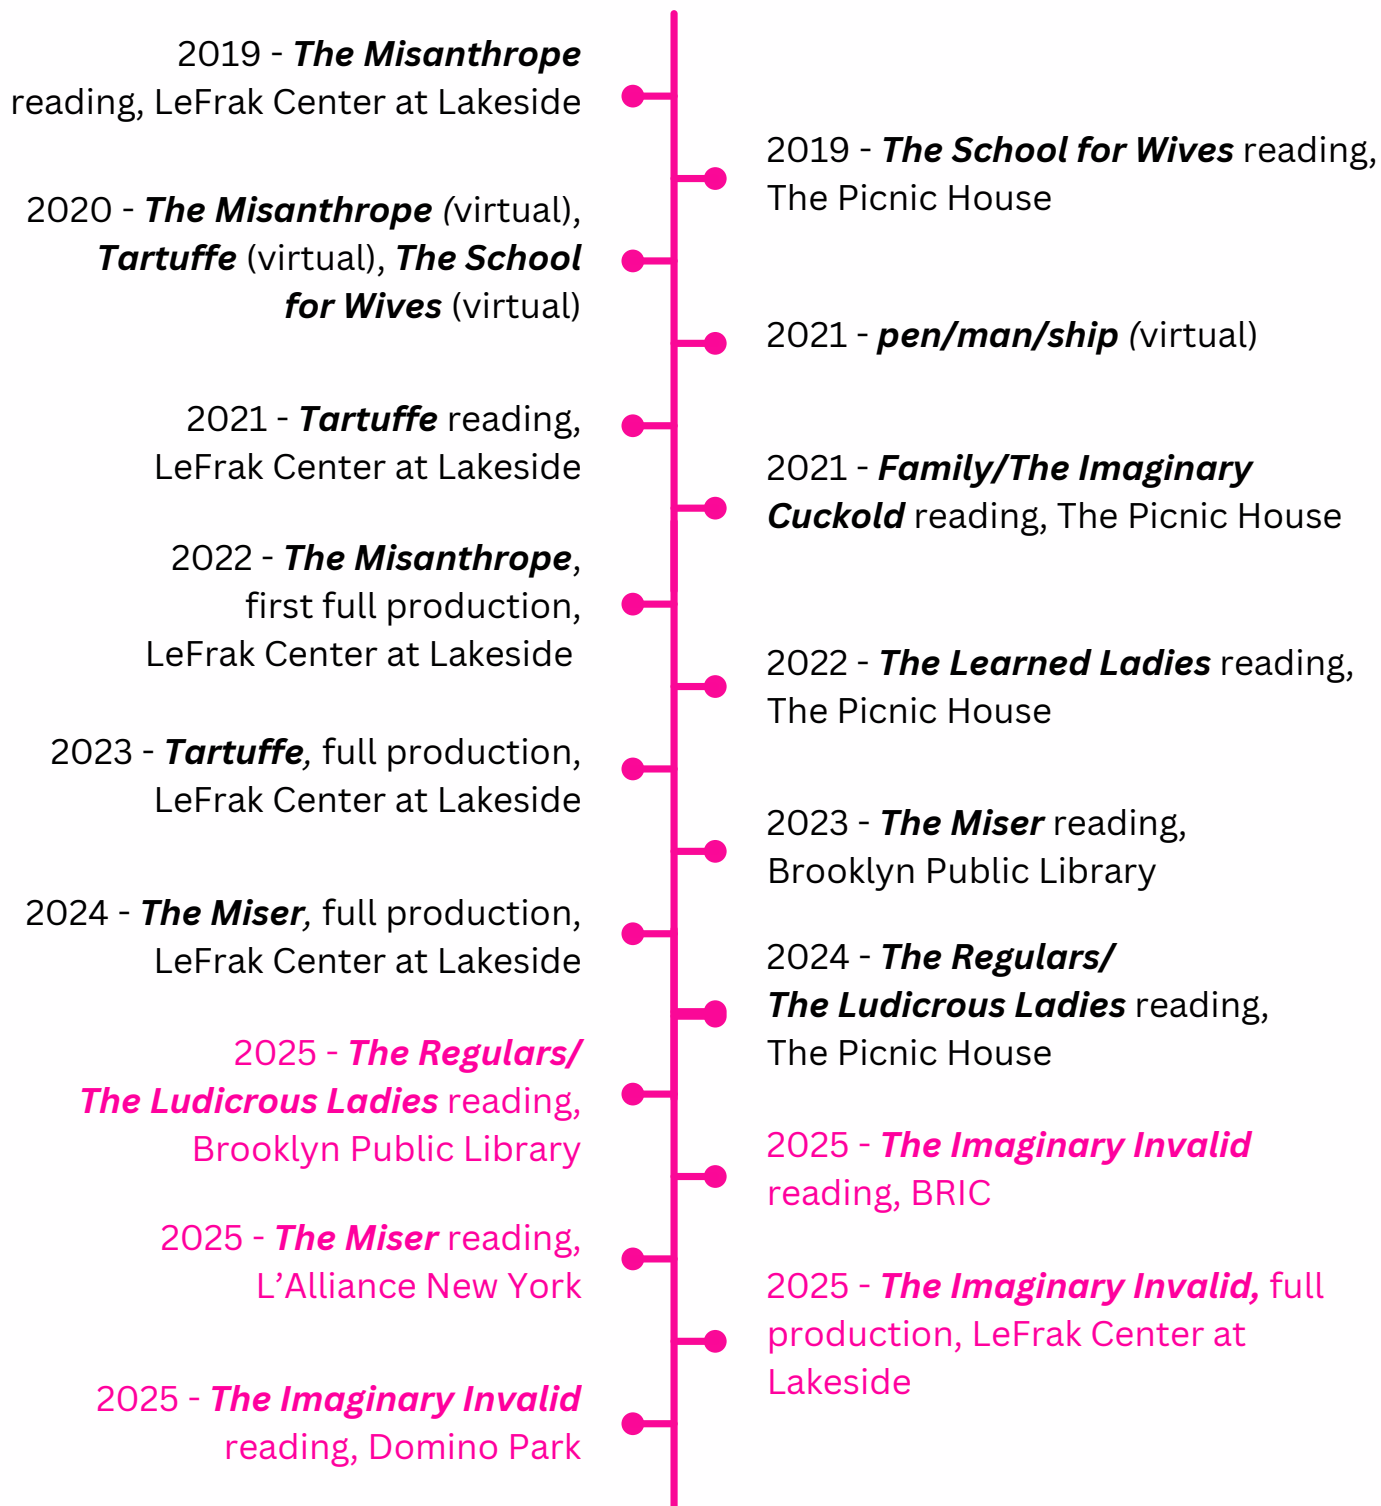 2019 - The Misanthrope
reading, LeFrak Center at Lakeside
2019 - The School for Wives reading,
The Picnic House
2020 - The Misanthrope (virtual),
Tartuffe (virtual), The School
for Wives (virtual)
2021 - pen/man/ship (virtual)
2021 - Tartuffe reading,
LeFrak Center at Lakeside
2021 - Family/The Imaginary
Cuckold reading, The Picnic House
2022 - The Misanthrope,
first full production,
LeFrak Center at Lakeside
2022 - The Learned Ladies reading,
The Picnic House
2023 - Tartuffe, full production,
LeFrak Center at Lakeside
2023 - The Miser reading,
Brooklyn Public Library
2024 - The Miser, full production,
LeFrak Center at Lakeside
2024 - The Regulars/
The Ludicrous Ladies reading,
The Picnic House
2025 - The Regulars/
The Ludicrous Ladies reading,
Brooklyn Public Library
2025 - The Imaginary Invalid
reading, BRIC
2025 - The Miser reading,
L’Alliance New York
2025 - The Imaginary Invalid, full
production, LeFrak Center at
Lakeside
2025 - The Imaginary Invalid
reading, Domino Park